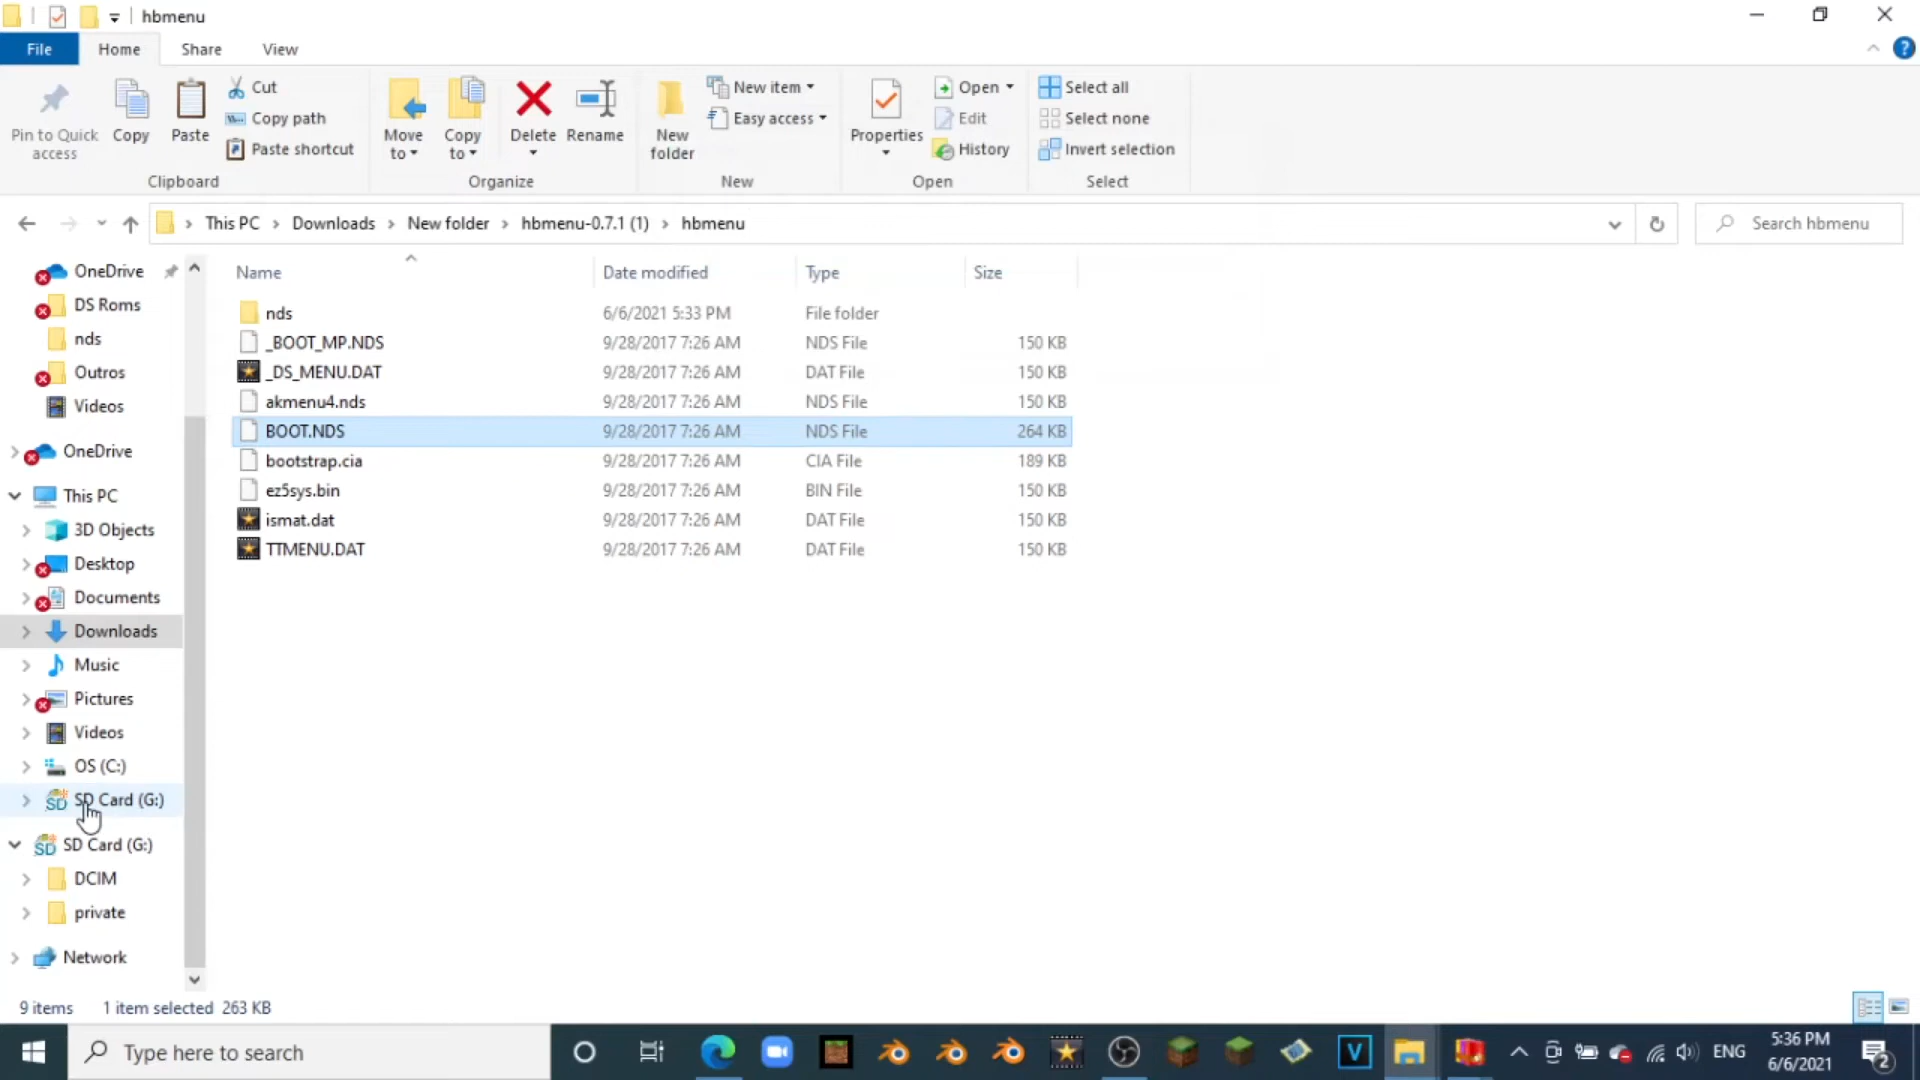 hbmenu
File Home Share View
Pin to Quick access
Copy
Paste
Cut
Copy path
Paste shortcut
Clipboard
Move to
Copy to
Delete
Rename
Organize
New folder
New item
Easy access
New
Properties
Open
Edit
History
Open
Select all
Select none
Invert selection
Select
This PC > Downloads > New folder > hbmenu-0.7.1 (1) > hbmenu
Search hbmenu
OneDrive
DS Roms
nds
Outros
Videos
OneDrive
This PC
3D Objects
Desktop
Documents
Downloads
Music
Pictures
Videos
OS (C:)
SD Card (G:)
SD Card (G:)
DCIM
private
Network
Name Date modified Type Size
nds 6/6/2021 5:33 PM File folder
_BOOT_MP.NDS 9/28/2017 7:26 AM NDS File 150 KB
_DS_MENU.DAT 9/28/2017 7:26 AM DAT File 150 KB
akmenu4.nds 9/28/2017 7:26 AM NDS File 150 KB
BOOT.NDS 9/28/2017 7:26 AM NDS File 264 KB
bootstrap.cia 9/28/2017 7:26 AM CIA File 189 KB
ez5sys.bin 9/28/2017 7:26 AM BIN File 150 KB
ismat.dat 9/28/2017 7:26 AM DAT File 150 KB
TTMENU.DAT 9/28/2017 7:26 AM DAT File 150 KB
9 items 1 item selected 263 KB
Type here to search
V
ENG
5:36 PM
6/6/2021
2